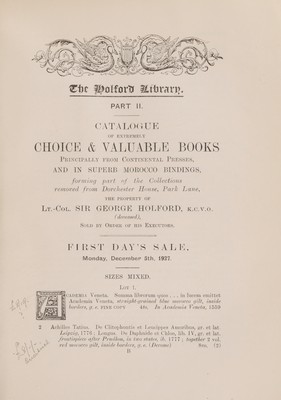 The Holford Library.
PART II.
CATALOGUE
OF EXTREMELY
CHOICE & VALUABLE BOOKS
PRINCIPALLY FROM CONTINENTAL PRESSES,
AND IN SUPERB MOROCCO BINDINGS,
forming part of the Collections
removed from Dorchester House, Park Lane,
THE PROPERTY OF
LT.-COL. SIR GEORGE HOLFORD, K.C.V.O.
(deceased),
SOLD BY ORDER OF HIS EXECUTORS.
FIRST DAY'S SALE.
Monday, December 5th, 1927.
SIZES MIXED.
LOT 1.
ACADEMIA Veneta. Summa librorum quos . . . in lucem emittet
Academia Veneta, straight-grained blue morocco gilt, inside
borders, g. e. FINE COPY 4to. In Academia Veneta, 1559
2 Achilles Tatius. De Clitophontis et Leucippes Amoribus, gr. et lat.
Leipzig, 1776; Longus. De Daphnide et Chloe, lib. IV, gr. et lat.
frontispiece after Prudhon, in two states, ib. 1777; together 2 vol.
red morocco gilt, inside borders, g. e. (Derome) 8vo. (2)
B